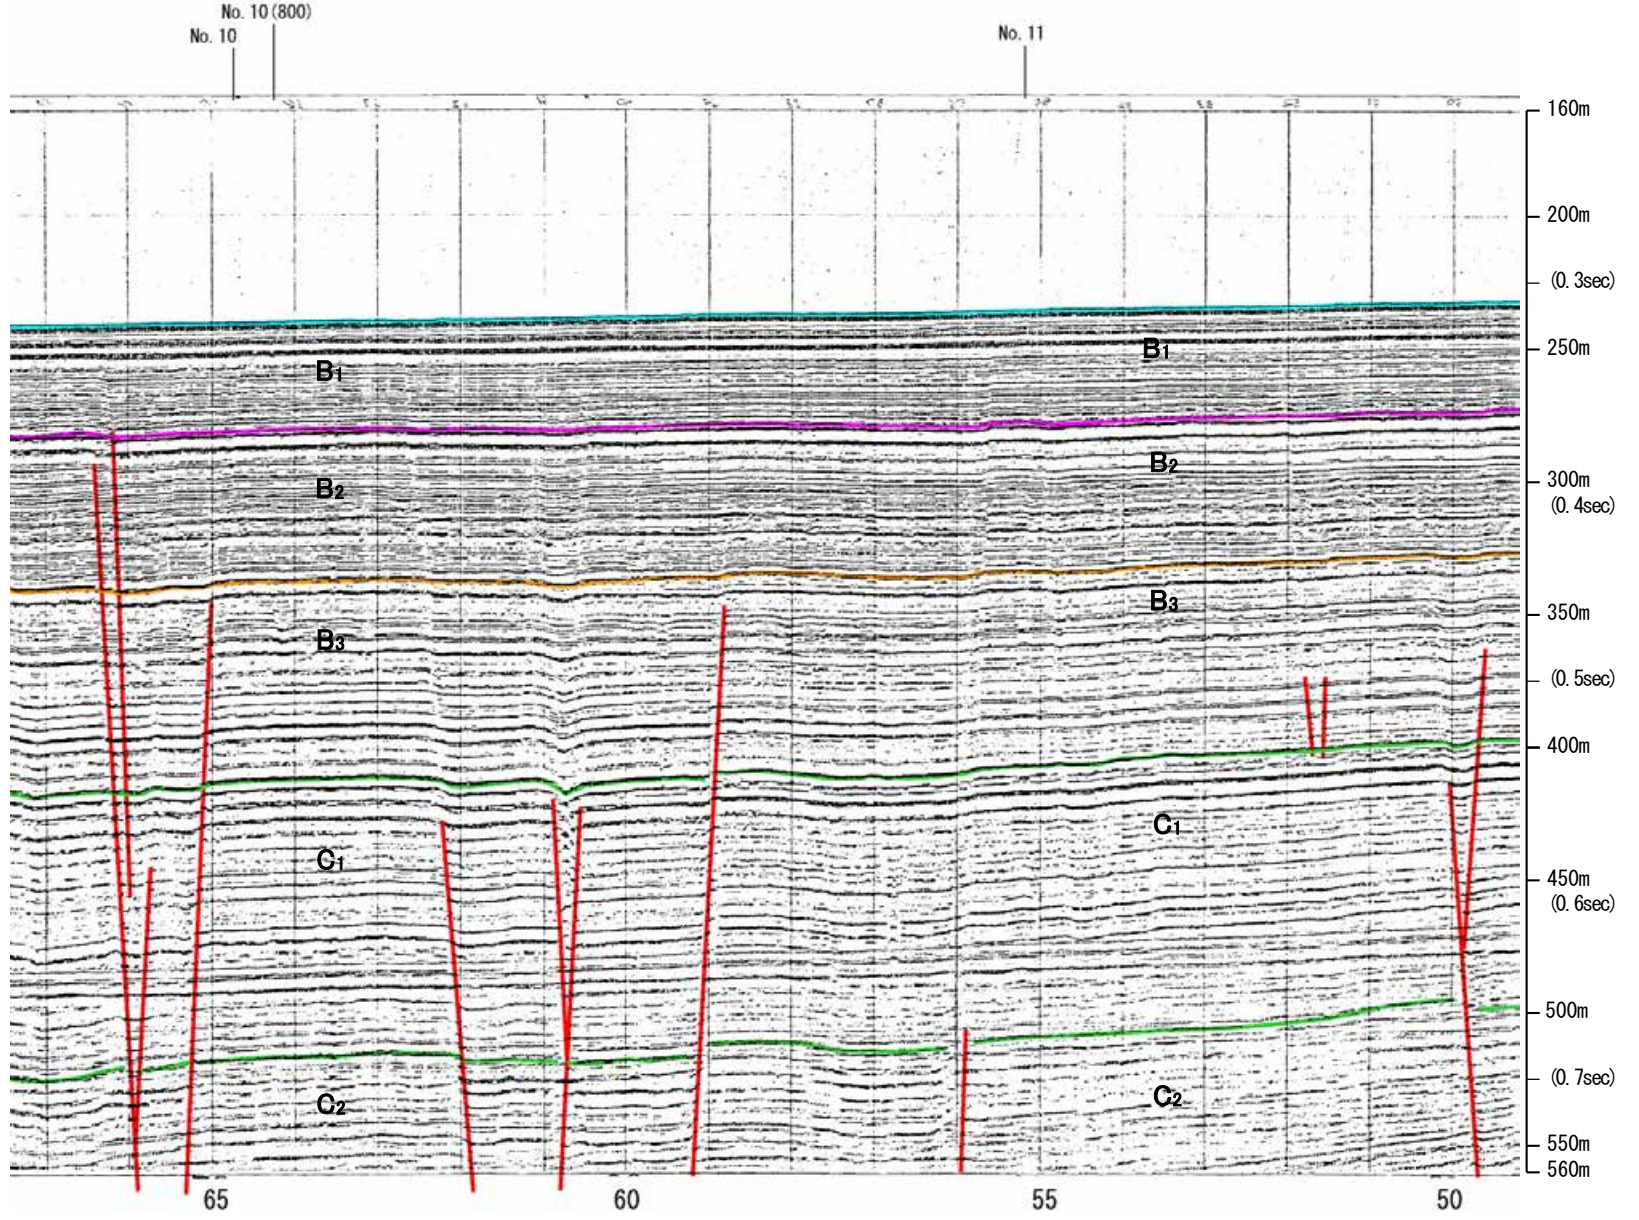 No. 10 (800)
No. 10
No. 11
160m
200m
(0.3sec)
250m
B1
B1
B2
300m
B2
(0.4sec)
B3
350m
B3
(0.5sec)
400m
C1
C1
450m
(0.6sec)
500m
(0.7sec)
C2
C2
550m
560m
65
60
55
50